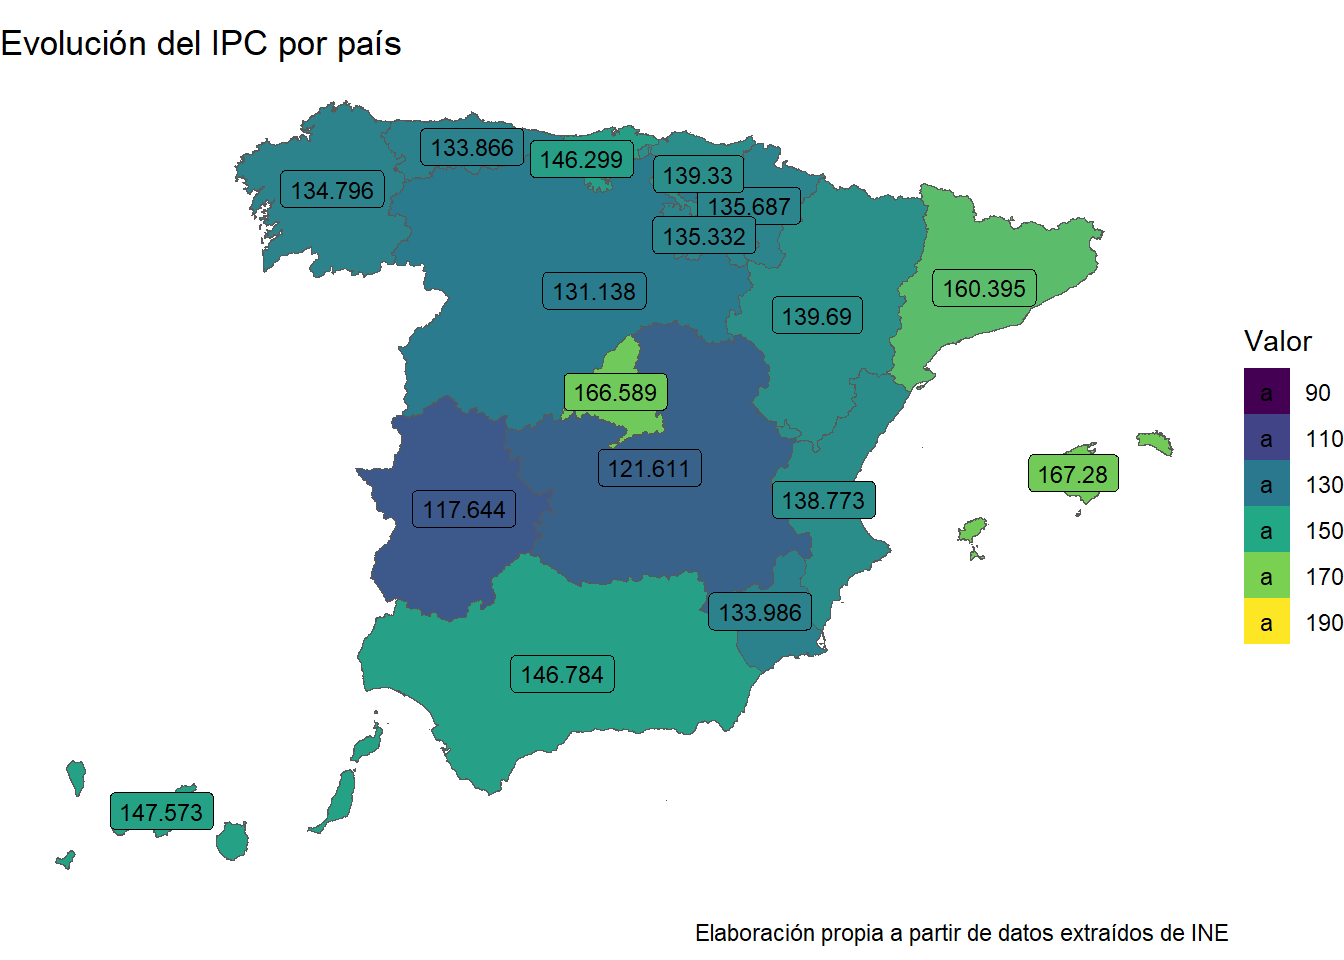 Evolución del IPC por país
133.866
146.299
139.33
134.796
135.687
135.332
131.138
160.395
139.69
Valor
166.589
a 90
a 110
121.611
167.28
a 130
117.644
138.773
a 150
a 170
133.986
a 190
146.784
147.573
Elaboración propia a partir de datos extraídos de INE